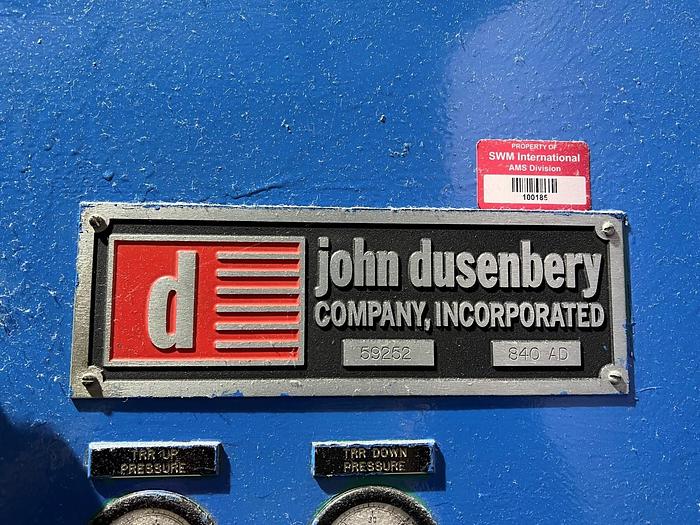 PROPERTY OF
SWM International
AMS Division
100185
d
john dusenbery
COMPANY, INCORPORATED
59252
840 AD
TRR UP
PRESSURE
TRR DOWN
PRESSURE
30